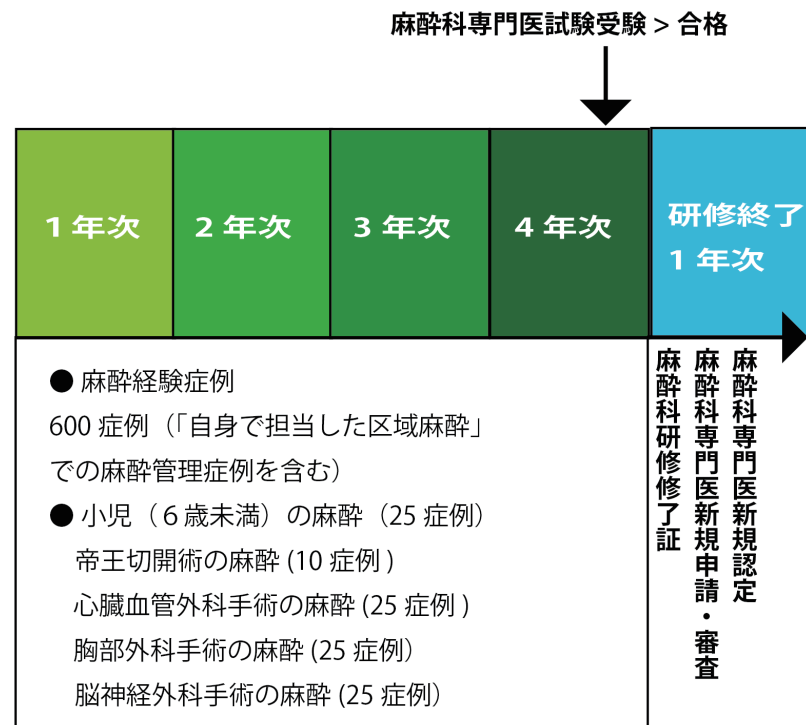 麻酔科専門医試験受験 > 合格
1 年次
2 年次
3 年次
4 年次
研修終了
1 年次
● 麻酔経験症例
600 症例（「自身で担当した区域麻酔」
での麻酔管理症例を含む）
● 小児（６歳未満）の麻酔（25 症例）
帝王切開術の麻酔 (10 症例 )
心臓血管外科手術の麻酔 (25 症例 )
胸部外科手術の麻酔 (25 症例）
脳神経外科手術の麻酔 (25 症例）
麻酔科研修修了証
麻酔科専門医新規申請・審査
麻酔科専門医新規認定